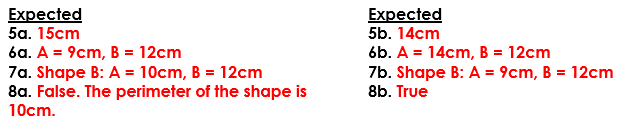 Expected
5a. 15cm
6a. A = 9cm, B = 12cm
7a. Shape B: A = 10cm, B = 12cm
8a. False. The perimeter of the shape is
10cm.
Expected
5b. 14cm
6b. A = 14cm, B = 12cm
7b. Shape B: A = 9cm, B = 12cm
8b. True